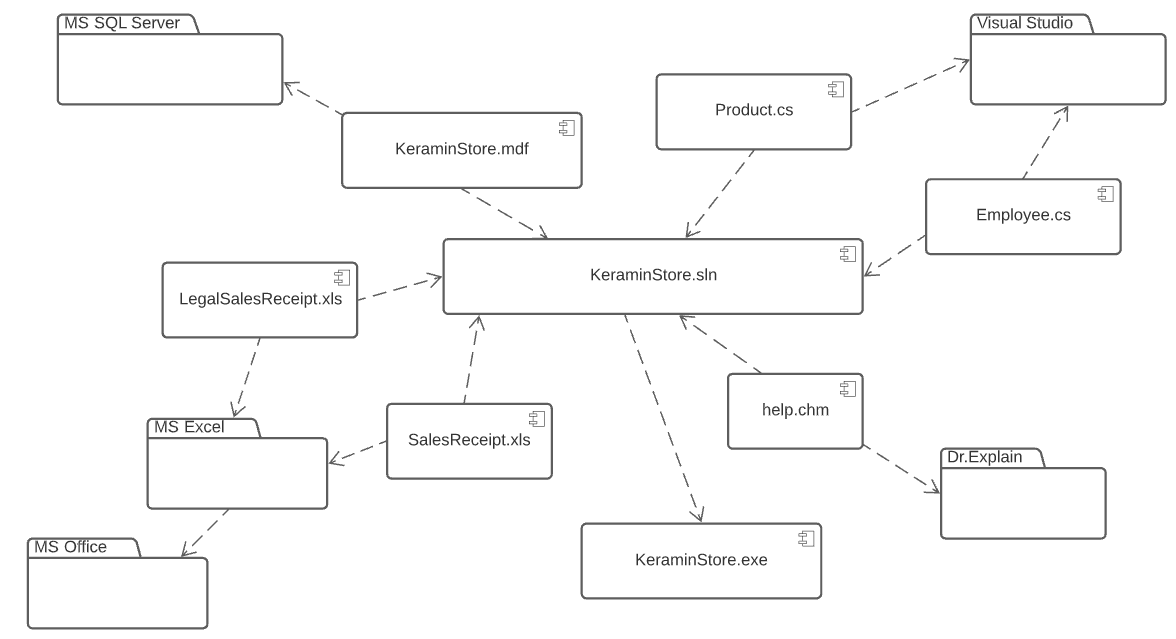 MS SQL Server
Visual Studio
Product.cs
KeraminStore.mdf
Employee.cs
KeraminStore.sln
LegalSalesReceipt.xls
help.chm
MS Excel
SalesReceipt.xls
Dr.Explain
MS Office
KeraminStore.exe